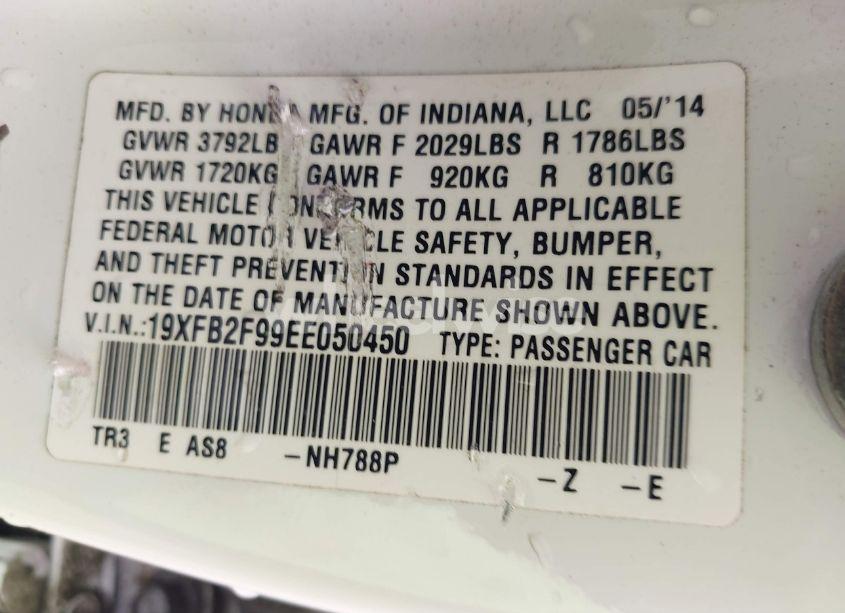 MFD. BY HONDA MFG. OF INDIANA, LLC 05/'14
GVWR 3792LB GAWR F 2029LBS R 1786LBS
GVWR 1720KG GAWR F 920KG R 810KG
THIS VEHICLE CONFORMS TO ALL APPLICABLE
FEDERAL MOTOR VEHICLE SAFETY, BUMPER,
AND THEFT PREVENTION STANDARDS IN EFFECT
ON THE DATE OF MANUFACTURE SHOWN ABOVE.
V.I.N.:19XFB2F99EE050450 TYPE: PASSENGER CAR
TR3 E AS8 -NH788P -Z -E